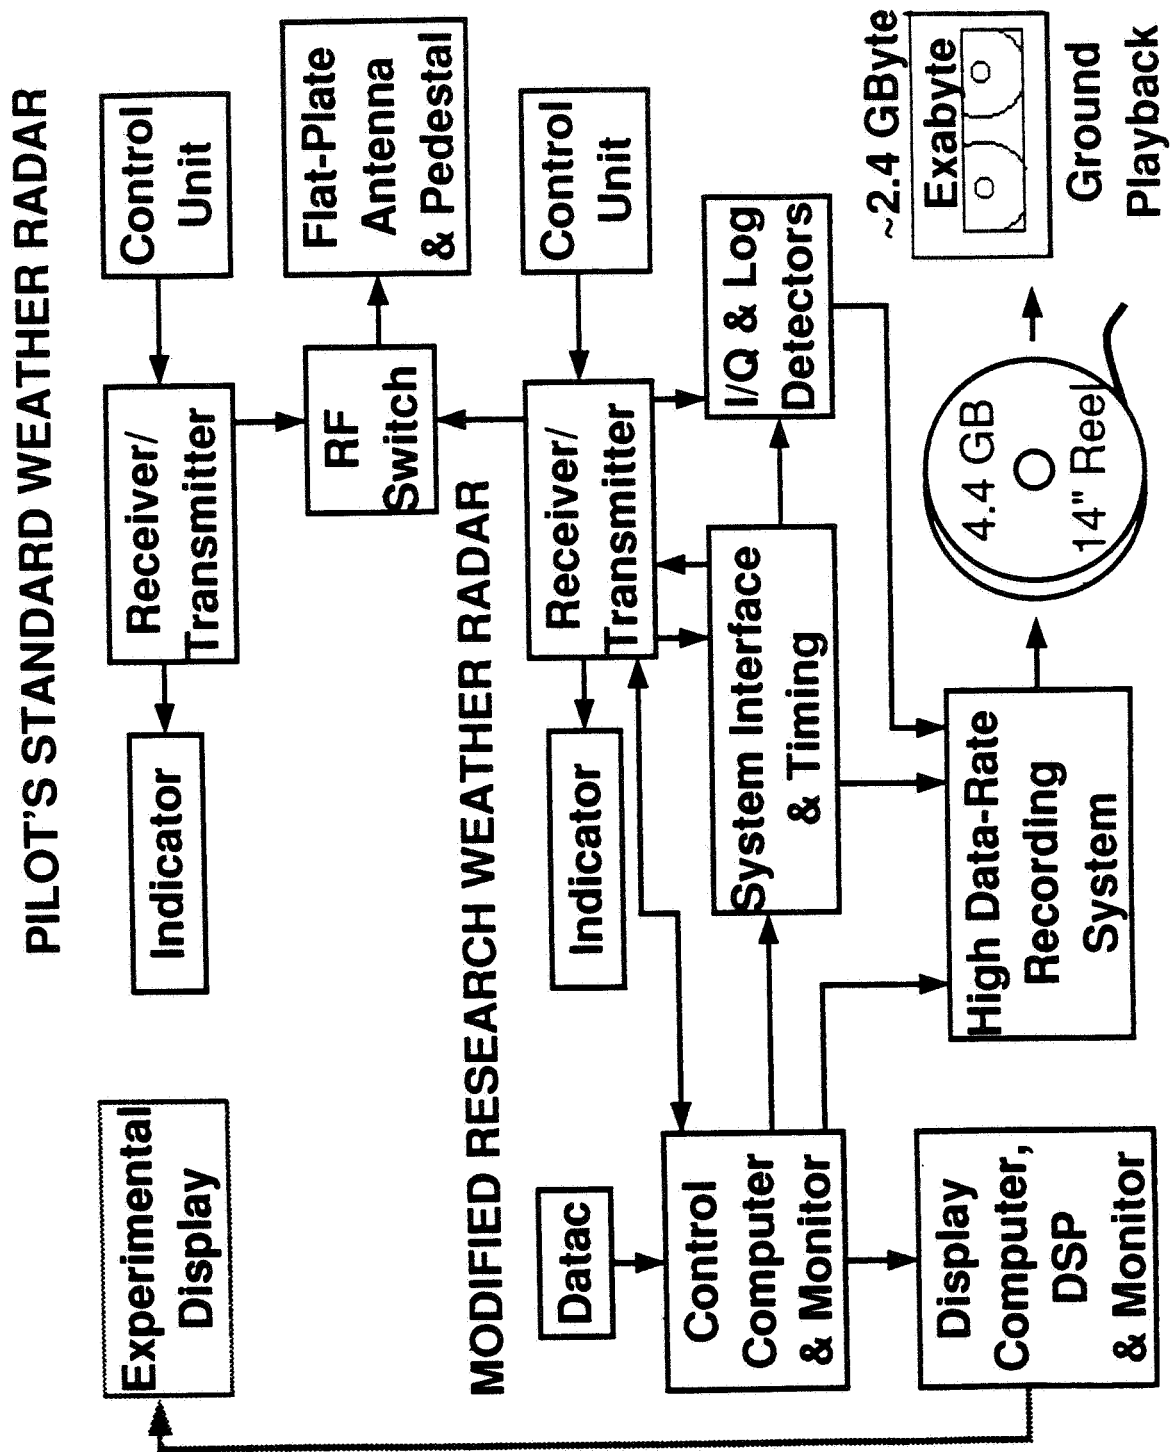 PILOT'S STANDARD WEATHER RADAR
Experimental
Display
Indicator
Receiver/
Transmitter
Control
Unit
RF
Switch
Flat-Plate
Antenna
& Pedestal
MODIFIED RESEARCH WEATHER RADAR
Datac
Indicator
Receiver/
Transmitter
Control
Unit
Control
Computer
& Monitor
System Interface
& Timing
I/Q & Log
Detectors
Display
Computer,
DSP
& Monitor
High Data-Rate
Recording
System
4.4 GB
14" Reel
~2.4 GByte
Exabyte
Ground
Playback